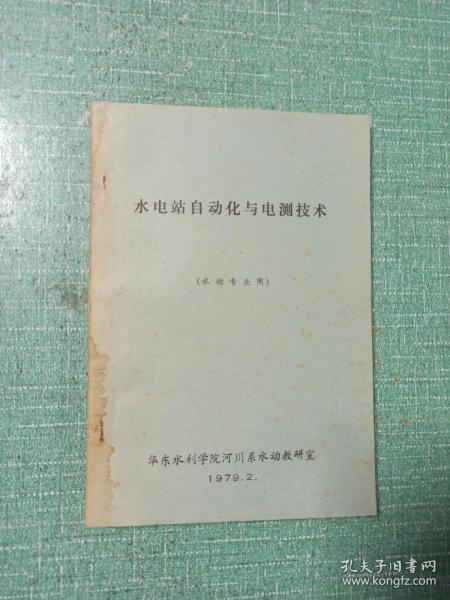 水电站自动化与电测技术
(水动专业用)
华东水利学院河川系水动教研室
1979.2.
孔夫子旧书网
www.kongfz.com